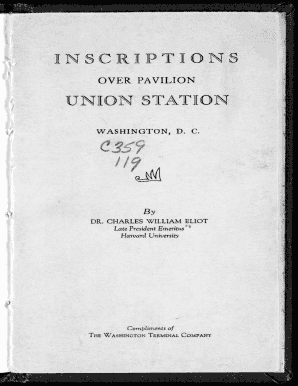 INSCRIPTIONS
OVER PAVILION
UNION STATION
WASHINGTON, D. C.
C359
119
By
DR. CHARLES WILLIAM ELIOT
Late President Emeritus
Harvard University
Compliments of
THE WASHINGTON TERMINAL COMPANY